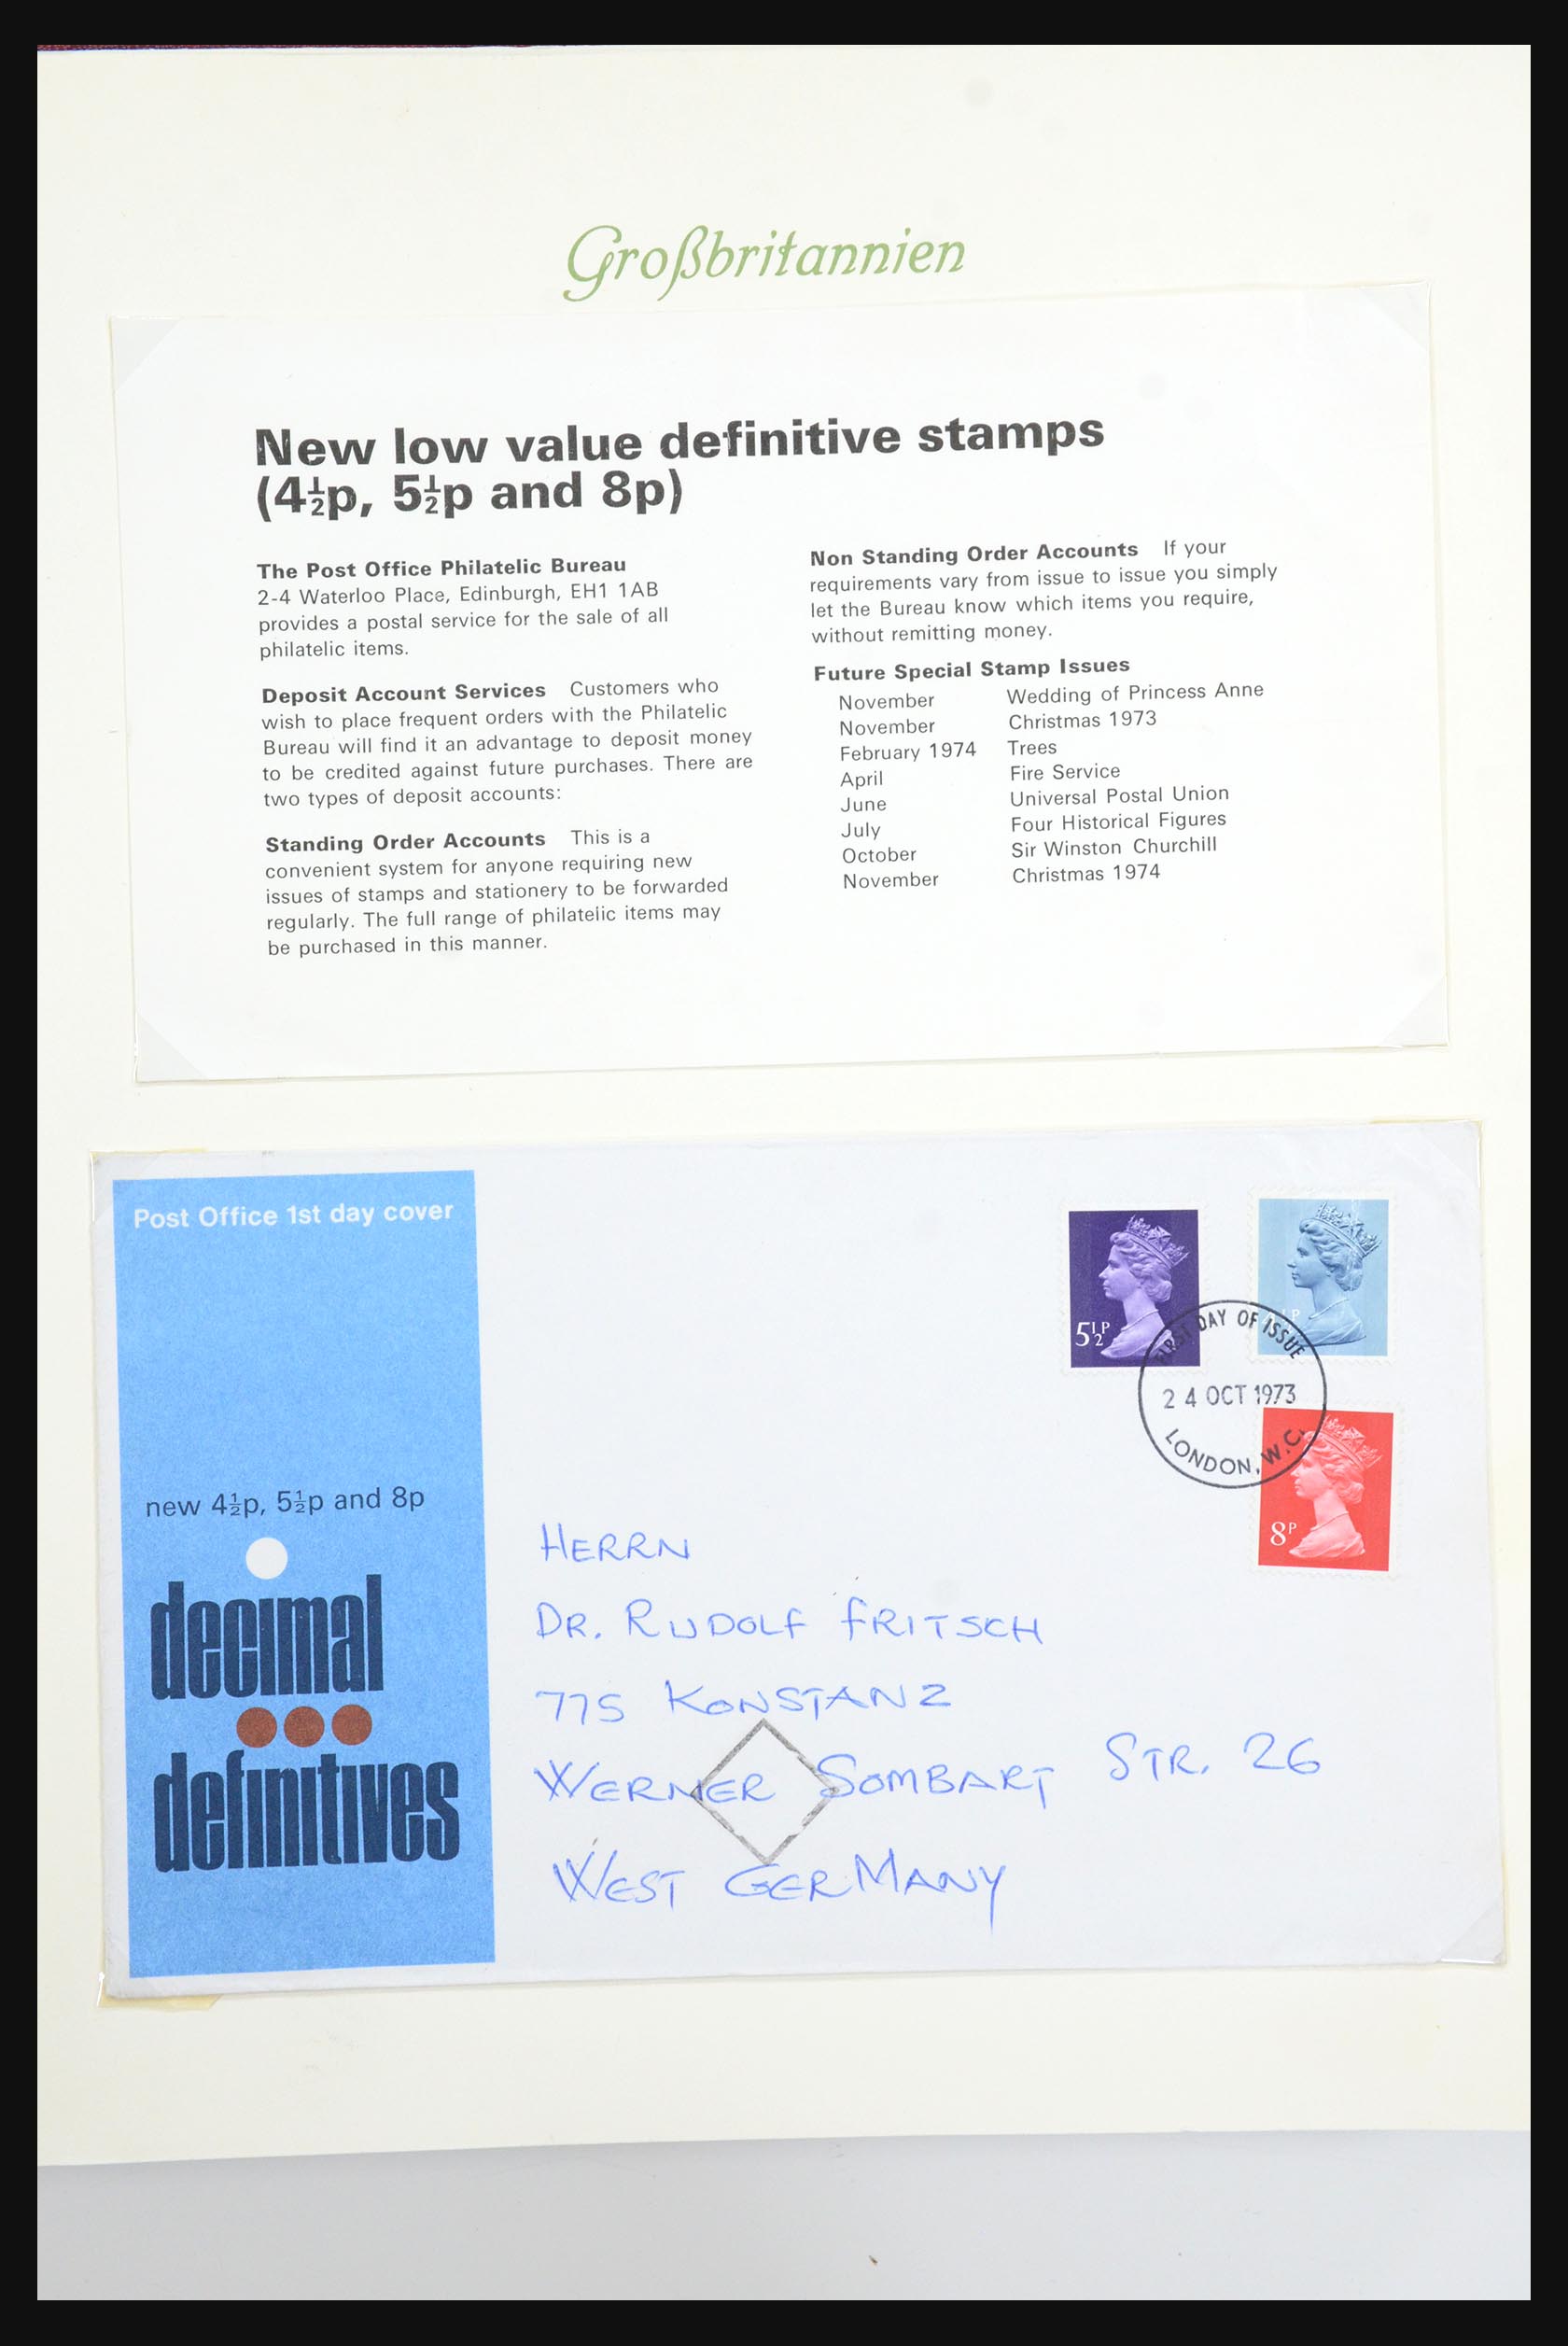 Großbritannien
New low value definitive stamps
(4½p, 5½p and 8p)
The Post Office Philatelic Bureau
2-4 Waterloo Place, Edinburgh, EH1 1AB
provides a postal service for the sale of all
philatelic items.
Deposit Account Services Customers who
wish to place frequent orders with the Philatelic
Bureau will find it an advantage to deposit money
to be credited against future purchases. There are
two types of deposit accounts:
Standing Order Accounts This is a
convenient system for anyone requiring new
issues of stamps and stationery to be forwarded
regularly. The full range of philatelic items may
be purchased in this manner.
Non Standing Order Accounts If your
requirements vary from issue to issue you simply
let the Bureau know which items you require,
without remitting money.
Future Special Stamp Issues
November Wedding of Princess Anne
November Christmas 1973
February 1974 Trees
April Fire Service
June Universal Postal Union
July Four Historical Figures
October Sir Winston Churchill
November Christmas 1974
Post Office 1st day cover
new 4½p, 5½p and 8p
decimal
definitives
5½P
FIRST DAY OF ISSUE
24 OCT 1973
LONDON, W.C.
8P
HERRN
DR. RUDOLF FRITSCH
775 KONSTANZ
WERNER SOMBART STR. 26
WEST GERMANY